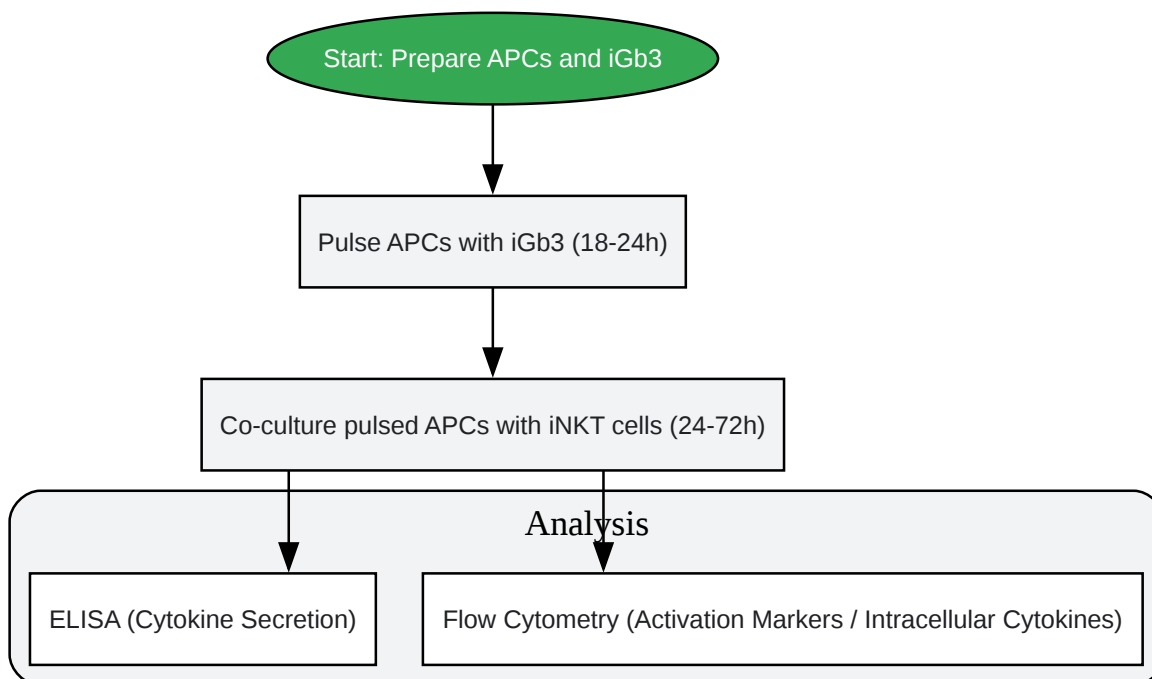 Start: Prepare APCs and iGb3
Pulse APCs with iGb3 (18-24h)
Co-culture pulsed APCs with iNKT cells (24-72h)
Analysis
ELISA (Cytokine Secretion)
Flow Cytometry (Activation Markers / Intracellular Cytokines)